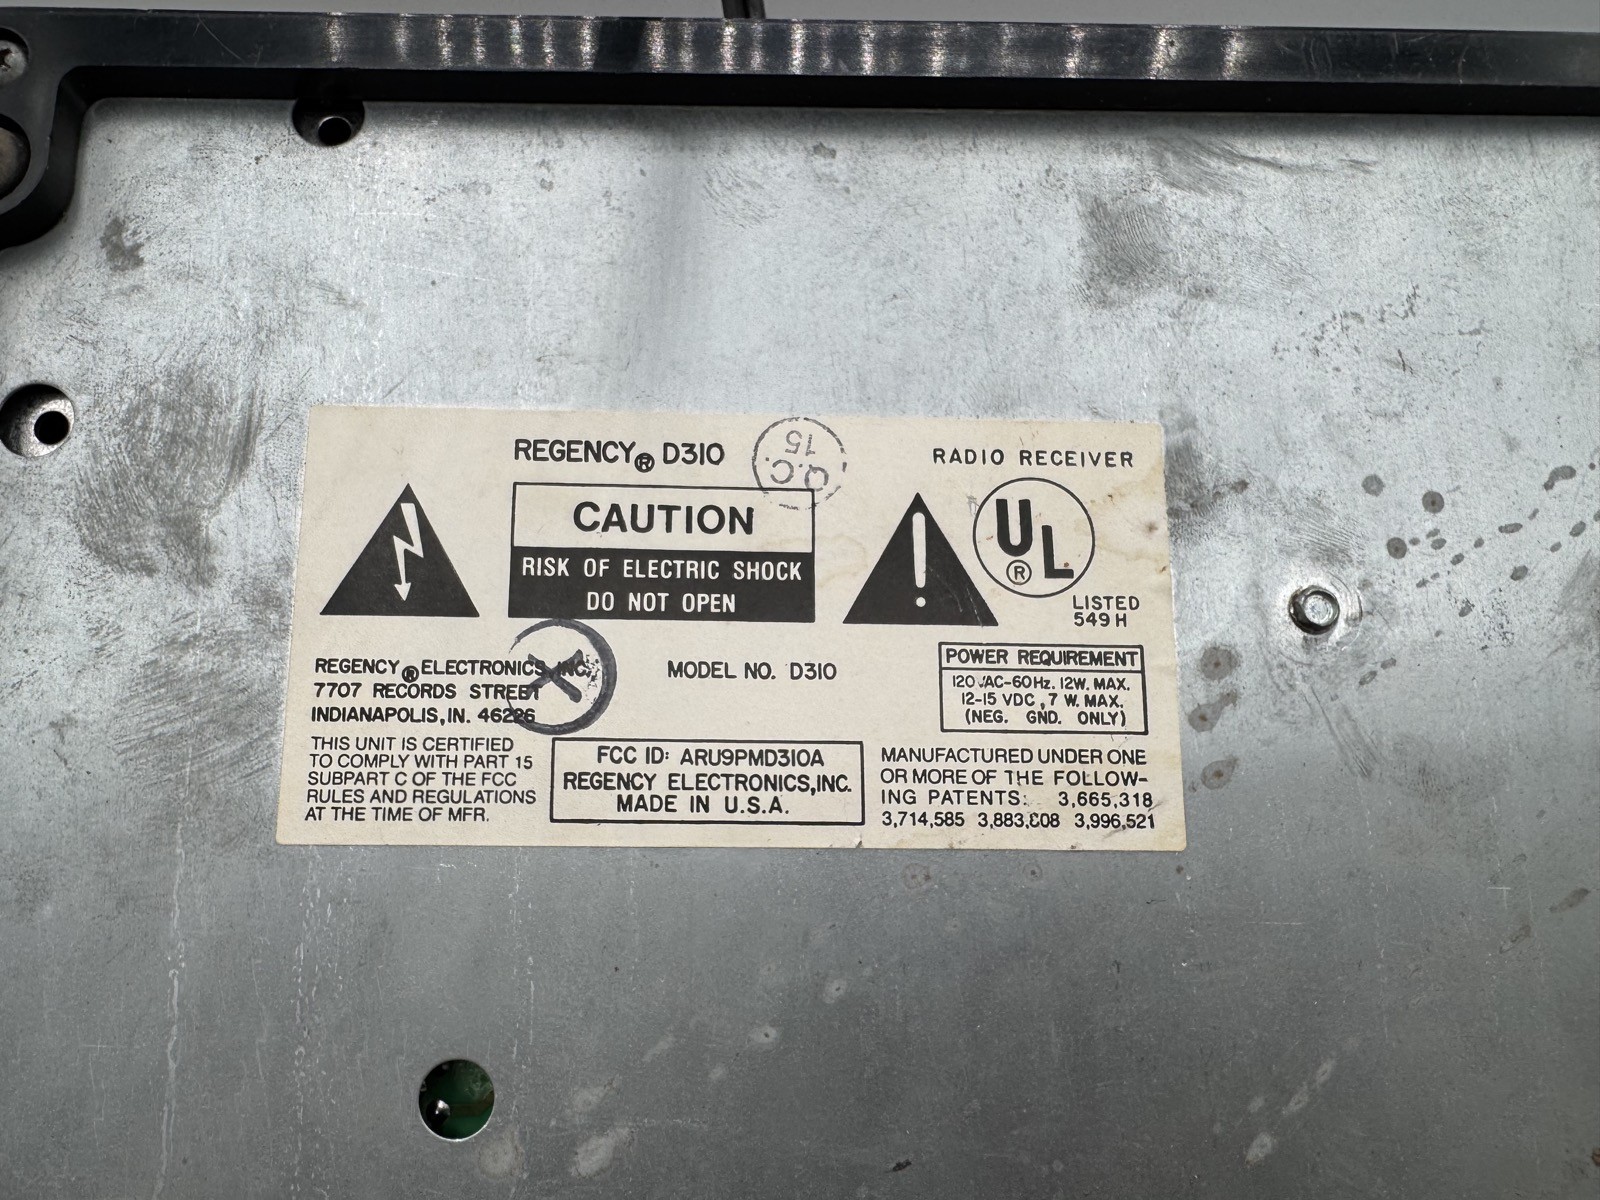 REGENCY® D310
Q.C.
15
RADIO RECEIVER
CAUTION
RISK OF ELECTRIC SHOCK
DO NOT OPEN
UL
®
LISTED
549H
REGENCY® ELECTRONICS, INC.
7707 RECORDS STREET
INDIANAPOLIS, IN. 46226
X
MODEL NO. D310
POWER REQUIREMENT
120 VAC-60Hz. 12W. MAX.
12-15 VDC, 7 W. MAX.
(NEG. GND. ONLY)
THIS UNIT IS CERTIFIED
TO COMPLY WITH PART 15
SUBPART C OF THE FCC
RULES AND REGULATIONS
AT THE TIME OF MFR.
FCC ID: ARU9PMD310A
REGENCY ELECTRONICS,INC.
MADE IN U.S.A.
MANUFACTURED UNDER ONE
OR MORE OF THE FOLLOW-
ING PATENTS: 3,665,318
3,714,585 3,883,808 3,996,521